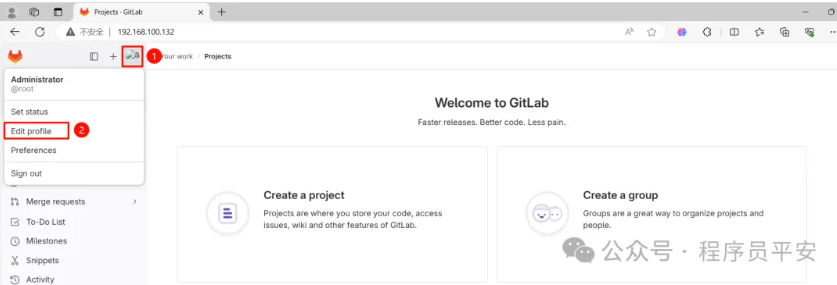 Projects · GitLab
不安全 | 192.168.100.132
1
Your work / Projects
Administrator
@root
Set status
Edit profile
2
Preferences
Sign out
Merge requests
To-Do List
Milestones
Snippets
Activity
Welcome to GitLab
Faster releases. Better code. Less pain.
Create a project
Projects are where you store your code, access
issues, wiki and other features of GitLab.
Create a group
Groups are a great way to organize projects and
people.
公众号 · 程序员平安